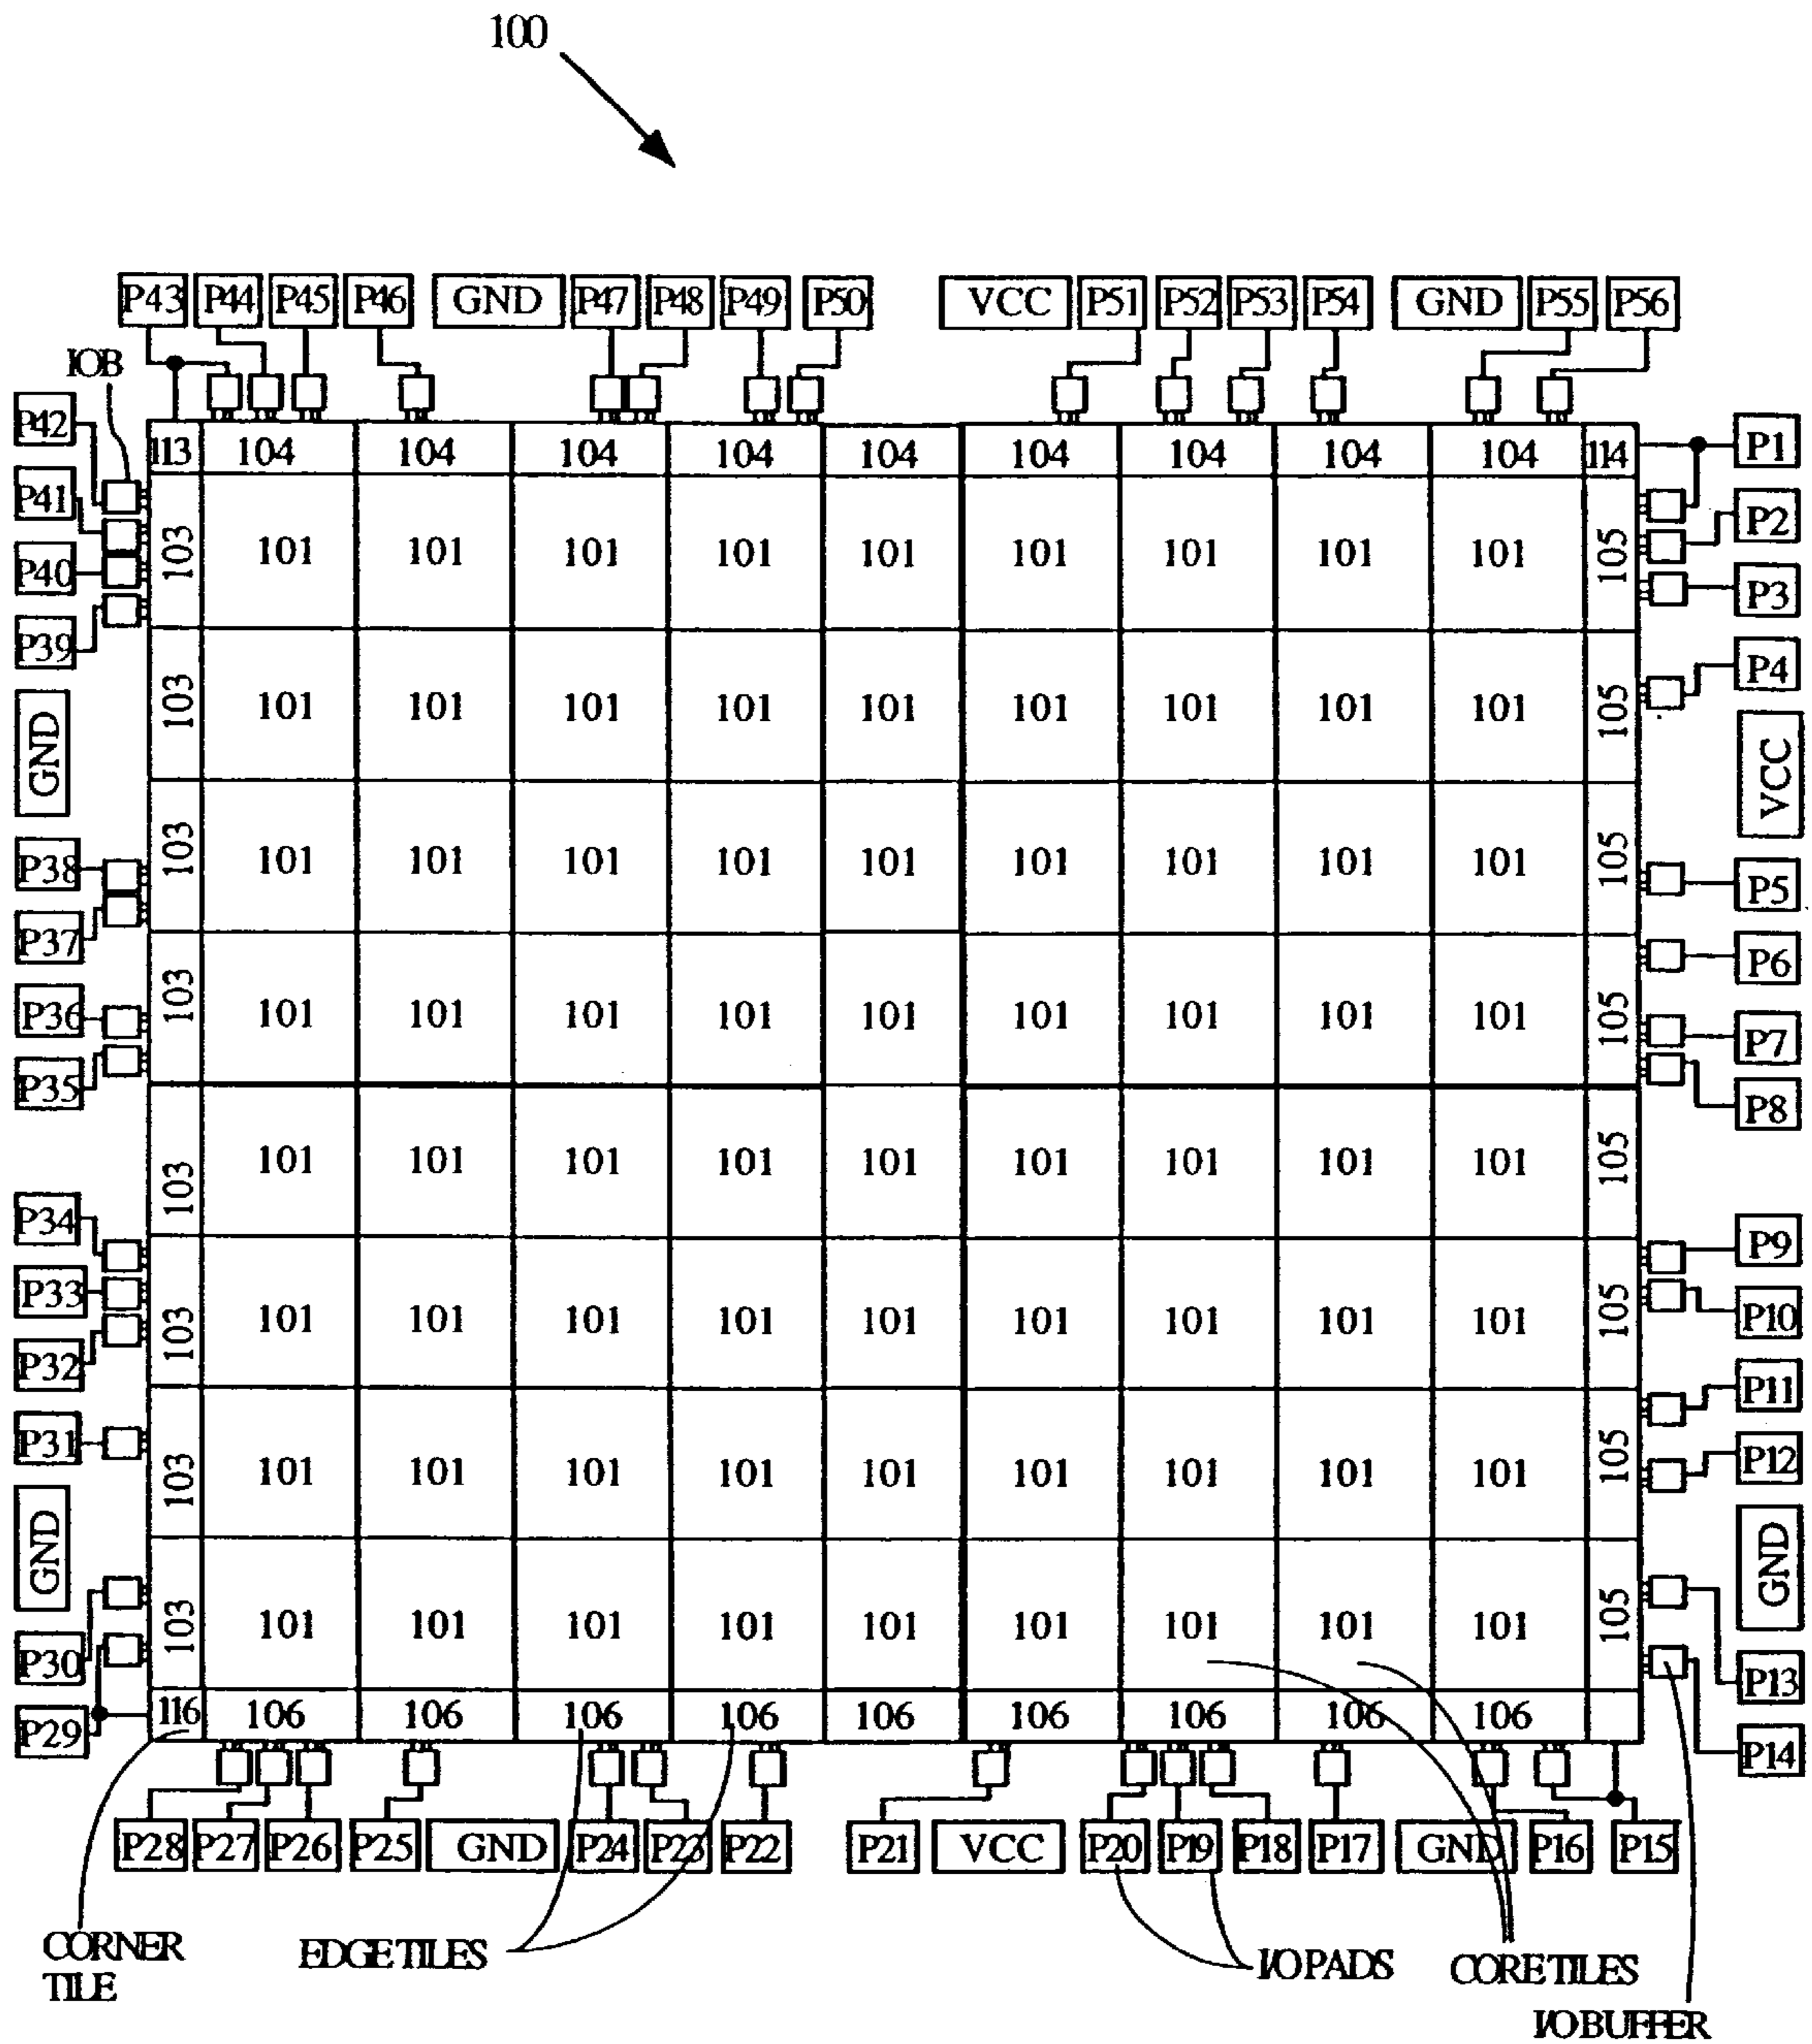 100
P43 P44 P45 P46 GND P47 P48 P49 P50 VCC P51 P52 P53 P54 GND P55 P56
IOB
P42
P41
P40
P39
GND
P38
P37
P36
P35
P34
P33
P32
P31
GND
P30
P29
113 104 104 104 104 104 104 104 104 104 114
103 101 101 101 101 101 101 101 101 101 105
103 101 101 101 101 101 101 101 101 101 105
103 101 101 101 101 101 101 101 101 101 105
103 101 101 101 101 101 101 101 101 101 105
103 101 101 101 101 101 101 101 101 101 105
103 101 101 101 101 101 101 101 101 101 105
103 101 101 101 101 101 101 101 101 101 105
103 101 101 101 101 101 101 101 101 101 105
116 106 106 106 106 106 106 106 106 106
P1
P2
P3
P4
VCC
P5
P6
P7
P8
P9
P10
P11
P12
GND
P13
P14
P28 P27 P26 P25 GND P24 P23 P22 P21 VCC P20 P19 P18 P17 GND P16 P15
CORNER
TILE
EDGE TILES
I/O PADS
CORE TILES
I/O BUFFER